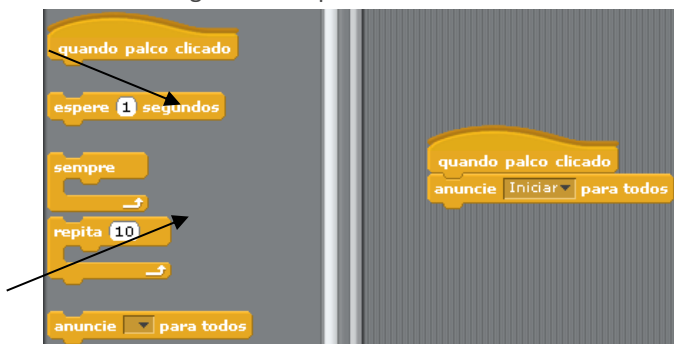 quando palco clicado
espere 1 segundos
sempre
repita 10
anuncie para todos
quando palco clicado
anuncie Iniciar para todos